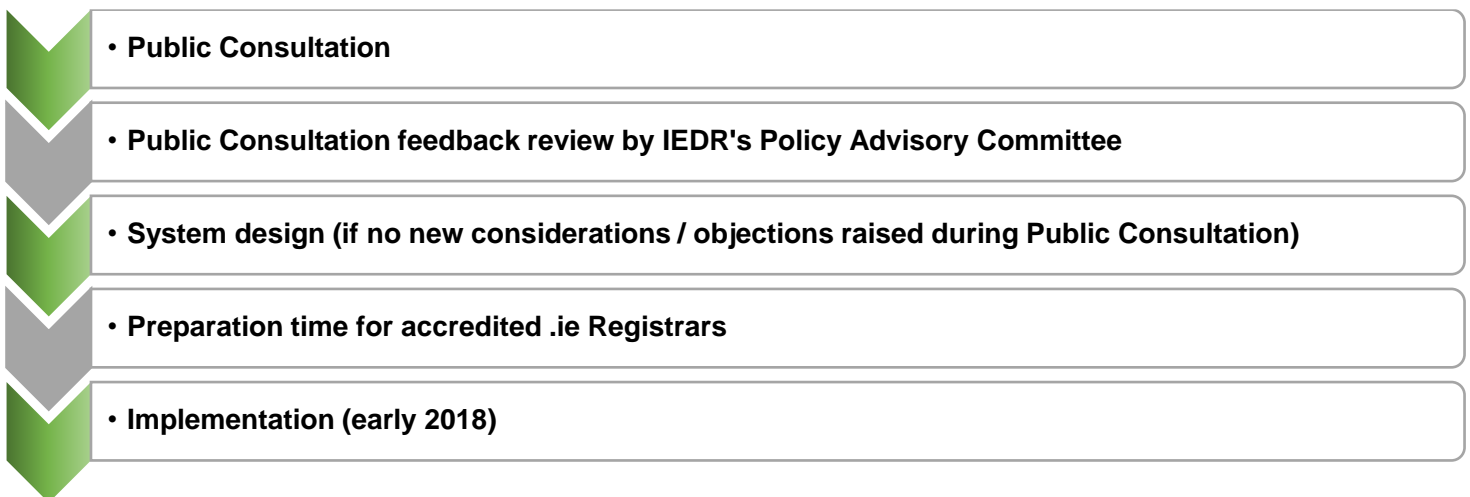 • Public Consultation
• Public Consultation feedback review by IEDR's Policy Advisory Committee
• System design (if no new considerations / objections raised during Public Consultation)
• Preparation time for accredited .ie Registrars
• Implementation (early 2018)